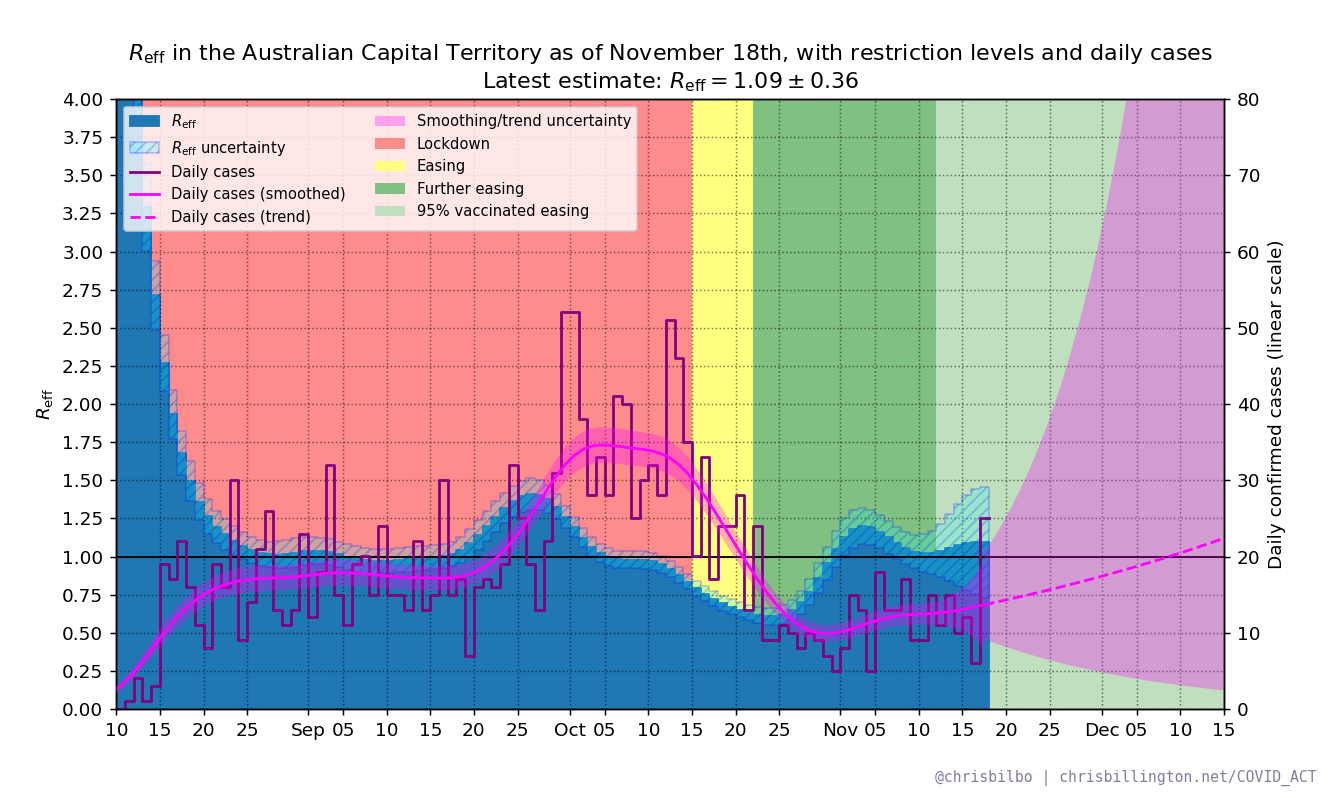 Reff in the Australian Capital Territory as of November 18th, with restriction levels and daily cases
Latest estimate: Reff = 1.09 ± 0.36
Reff
Reff uncertainty
Daily cases
Daily cases (smoothed)
Daily cases (trend)
Smoothing/trend uncertainty
Lockdown
Easing
Further easing
95% vaccinated easing
4.00
3.75
3.50
3.25
3.00
2.75
2.50
2.25
2.00
1.75
1.50
1.25
1.00
0.75
0.50
0.25
0.00
Reff
80
70
60
50
40
30
20
10
0
Daily confirmed cases (linear scale)
10 15 20 25 Sep 05 10 15 20 25 Oct 05 10 15 20 25 Nov 05 10 15 20 25 Dec 05 10 15
@chrisbilbo | chrisbillington.net/COVID_ACT